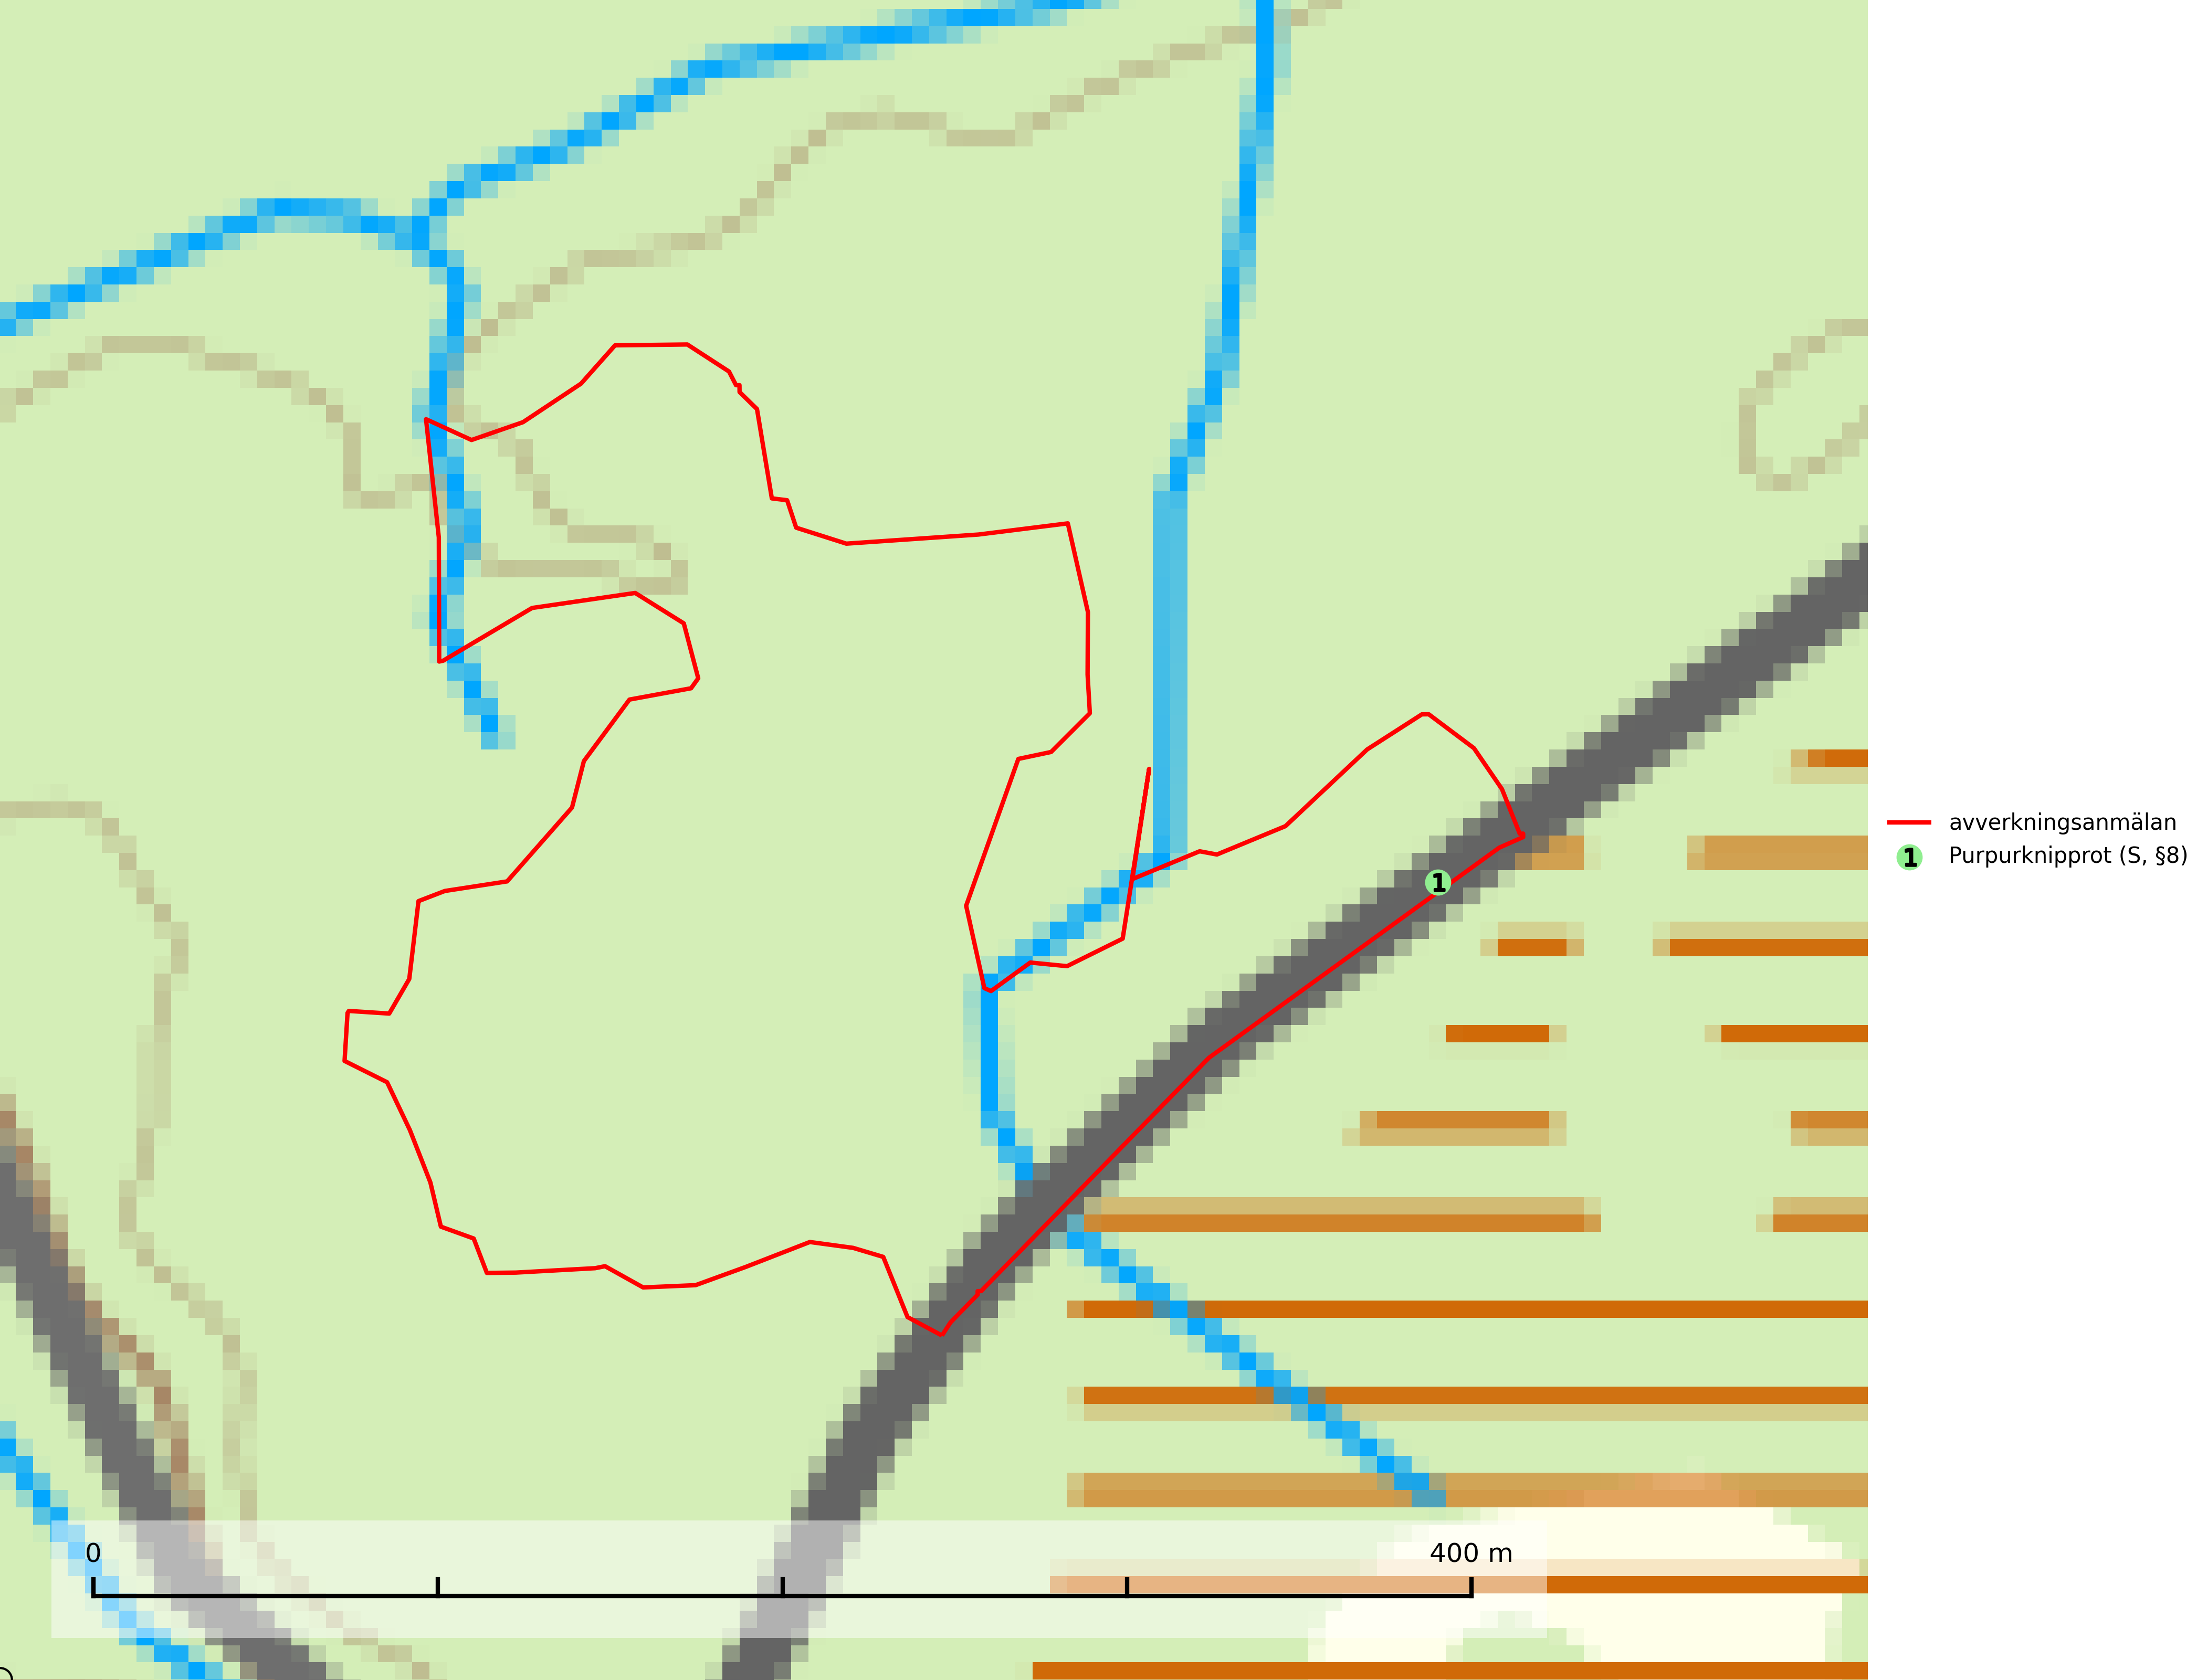 avverkningsanmälan
1 Purpurknipprot (S, §8)
1
0 400 m